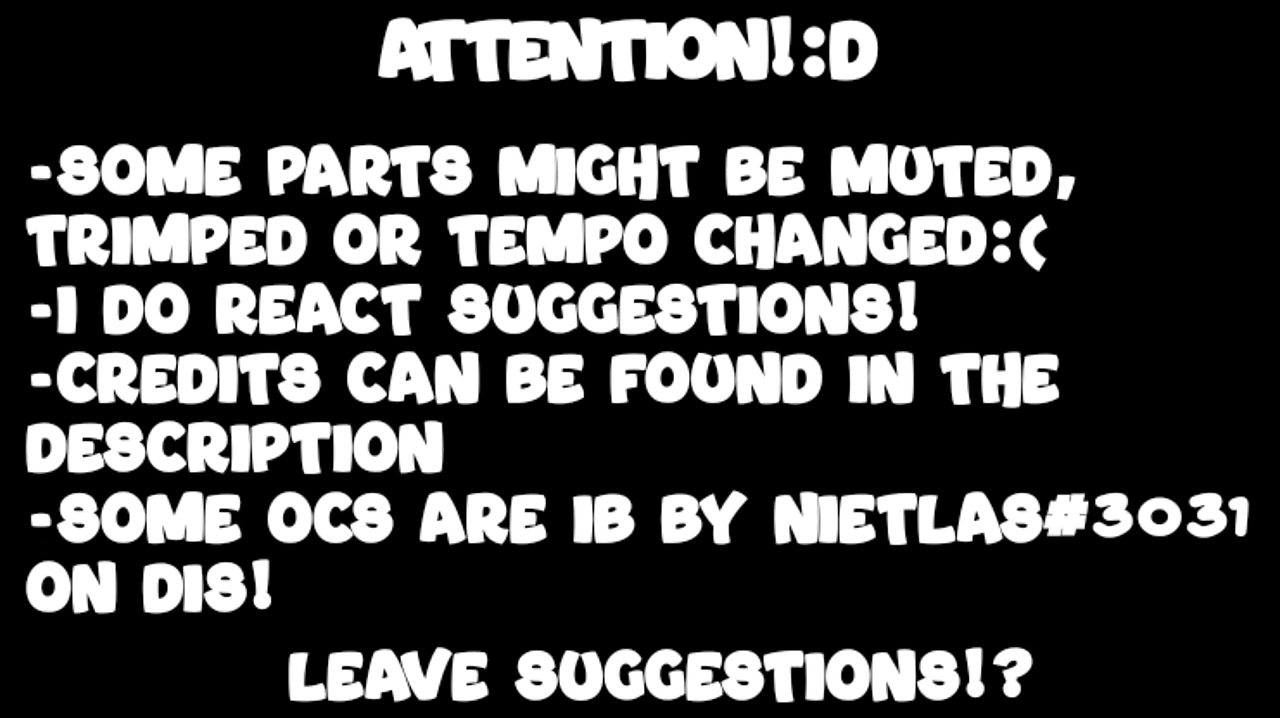 ATTENTION!:D
-SOME PARTS MIGHT BE MUTED,
TRIMPED OR TEMPO CHANGED:(
-I DO REACT SUGGESTIONS!
-CREDITS CAN BE FOUND IN THE
DESCRIPTION
-SOME OCS ARE IB BY NIETLAS#3031
ON DIS!
LEAVE SUGGESTIONS!?